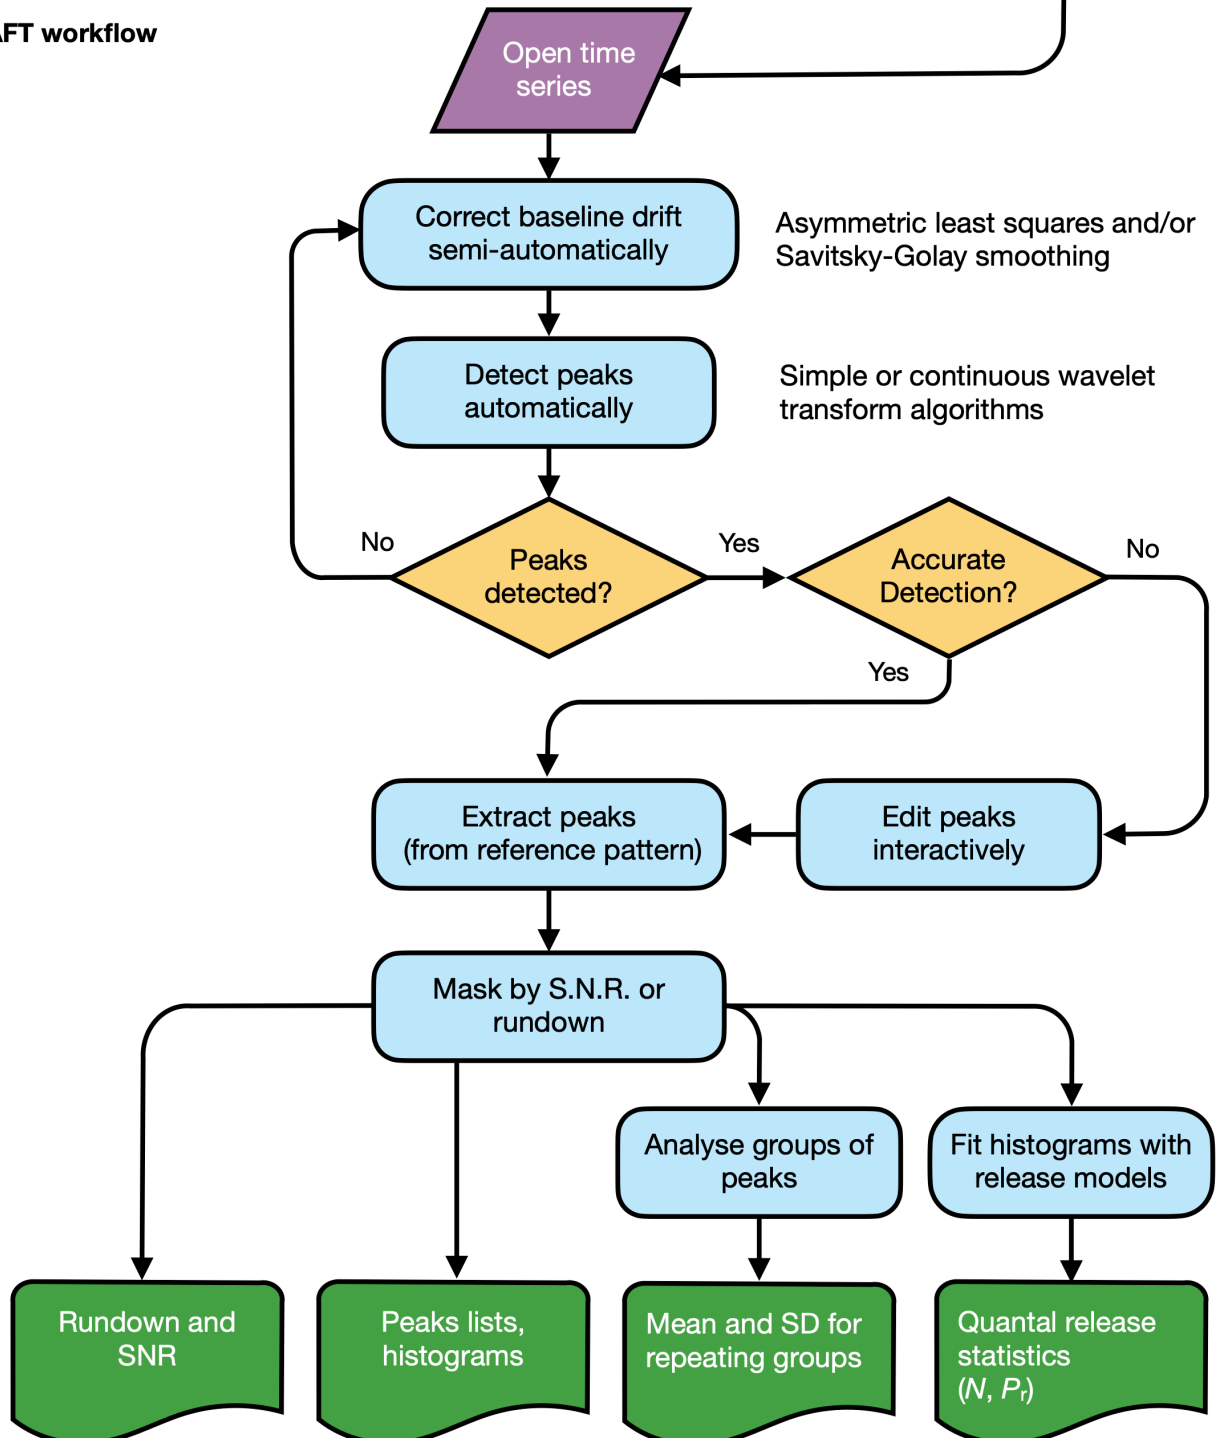 AFT workflow
Open time
series
Correct baseline drift
semi-automatically
Asymmetric least squares and/or
Savitsky-Golay smoothing
Detect peaks
automatically
Simple or continuous wavelet
transform algorithms
No
Peaks
detected?
Yes
Accurate
Detection?
No
Yes
Extract peaks
(from reference pattern)
Edit peaks
interactively
Mask by S.N.R. or
rundown
Analyse groups of
peaks
Fit histograms with
release models
Rundown and
SNR
Peaks lists,
histograms
Mean and SD for
repeating groups
Quantal release
statistics
(N, Pr)